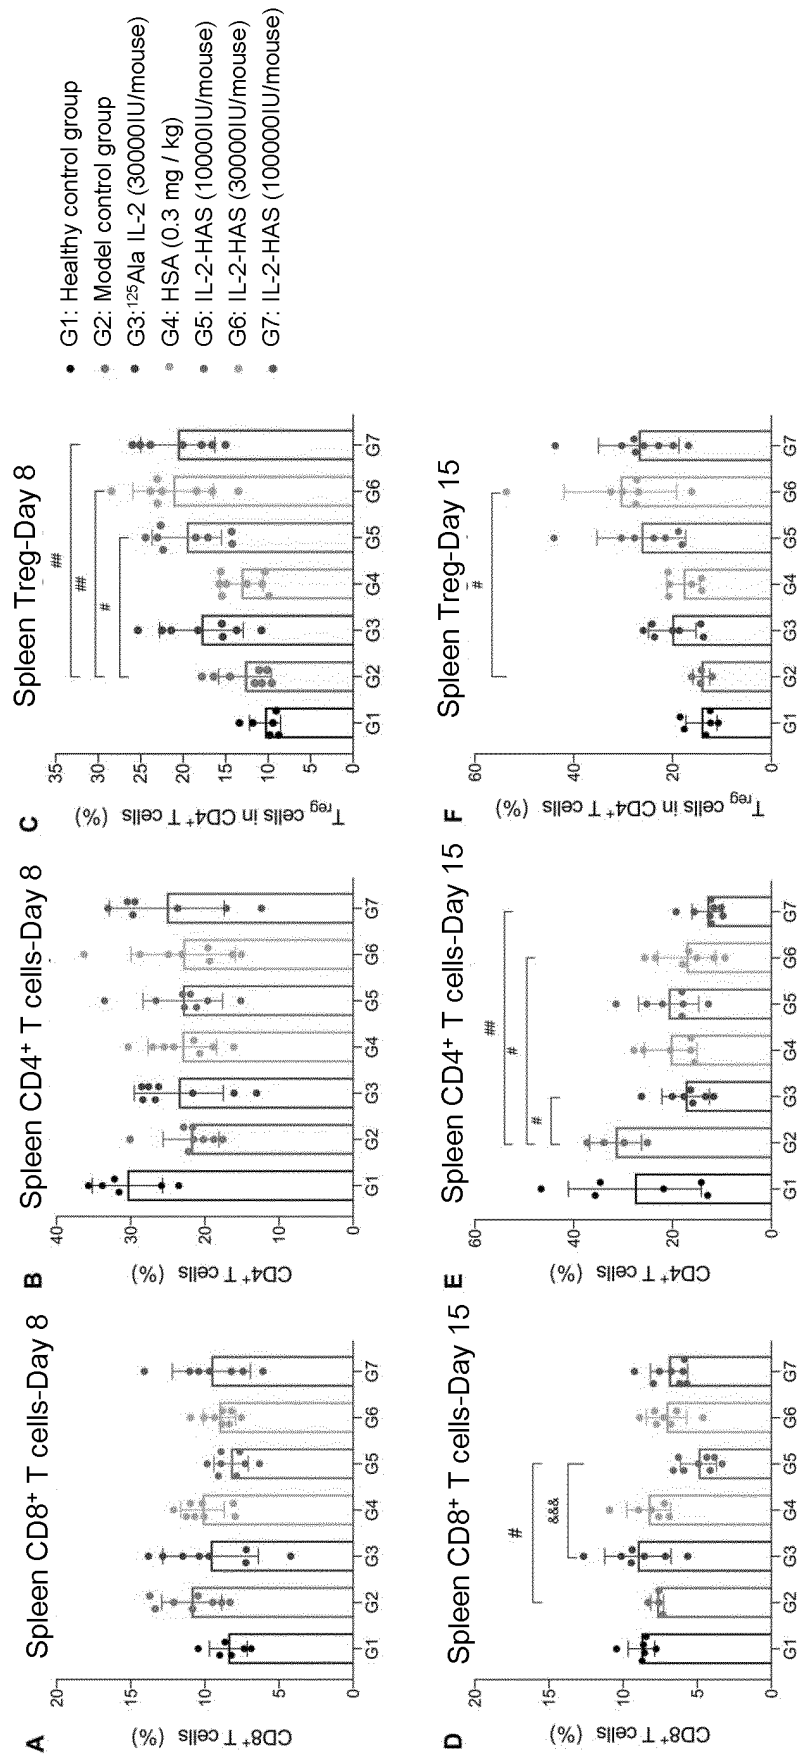 A
Spleen CD8+ T cells-Day 8
CD8+ T cells (%)
20
15
10
5
0
G1 G2 G3 G4 G5 G6 G7
B
Spleen CD4+ T cells-Day 8
CD4+ T cells (%)
40
30
20
10
0
G1 G2 G3 G4 G5 G6 G7
C
Spleen Treg-Day 8
Treg cells in CD4+ T cells (%)
35
30
25
20
15
10
5
0
##
##
#
G1 G2 G3 G4 G5 G6 G7
G1: Healthy control group
G2: Model control group
G3:125Ala IL-2 (30000IU/mouse)
G4: HSA (0.3 mg / kg)
G5: IL-2-HAS (10000IU/mouse)
G6: IL-2-HAS (30000IU/mouse)
G7: IL-2-HAS (100000IU/mouse)
D
Spleen CD8+ T cells-Day 15
CD8+ T cells (%)
20
15
10
5
0
#
&&&
G1 G2 G3 G4 G5 G6 G7
E
Spleen CD4+ T cells-Day 15
CD4+ T cells (%)
60
40
20
0
##
#
#
G1 G2 G3 G4 G5 G6 G7
F
Spleen Treg-Day 15
Treg cells in CD4+ T cells (%)
60
40
20
0
#
G1 G2 G3 G4 G5 G6 G7